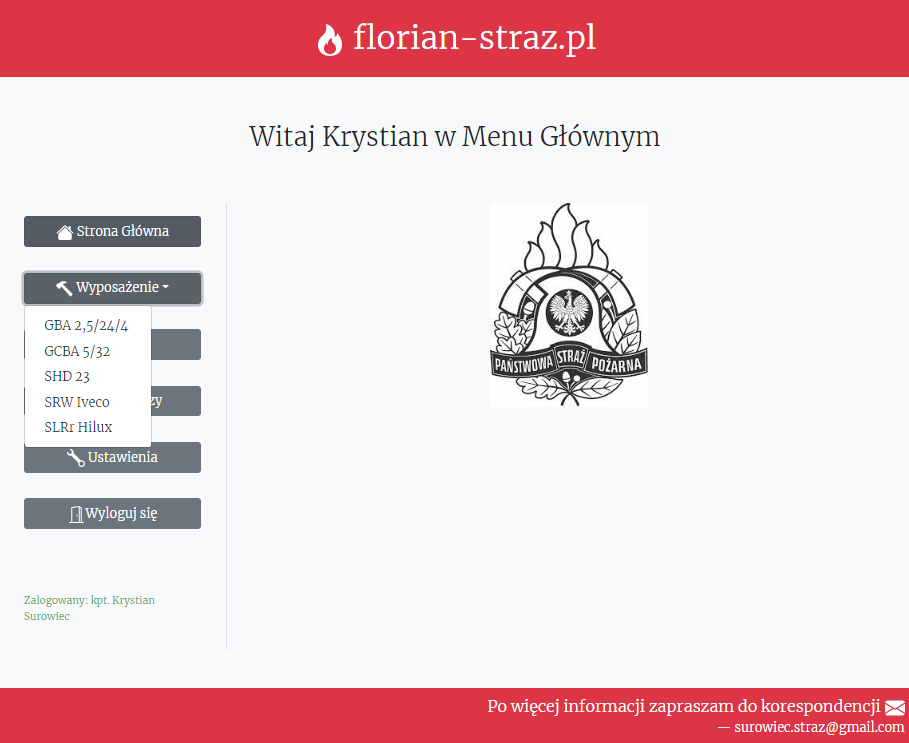 florian-straz.pl
Witaj Krystian w Menu Głównym
Strona Główna
Wyposażenie
GBA 2,5/24/4
GCBA 5/32
SHD 23
SRW Iveco
SLRr Hilux
Ustawienia
Wyloguj się
Zalogowany: kpt. Krystian
Surowiec
PAŃSTWOWA STRAŻ POŻARNA
Po więcej informacji zapraszam do korespondencji
— surowiec.straz@gmail.com